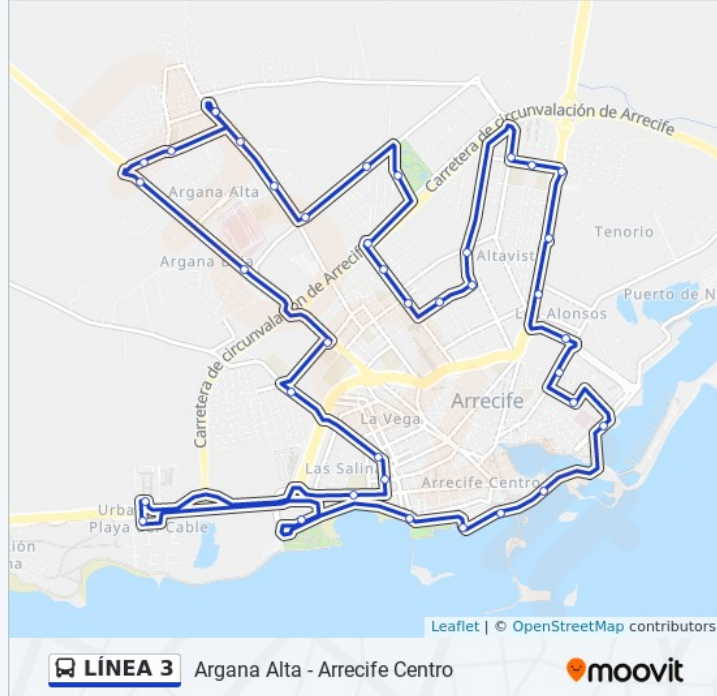 Carretera de circunvalación de Arrecife
Argana Alta
Tenorio
Argana Baja
Carretera de circunvalación de Arrecife
Altavista
Puerto de N
Los Alonsos
Carretera de circunvalación de Arrecife
Arrecife
La Vega
Las Salinas
Arrecife Centro
Playa del Cable
Leaflet | © OpenStreetMap contributors
LÍNEA 3 Argana Alta - Arrecife Centro
moovit